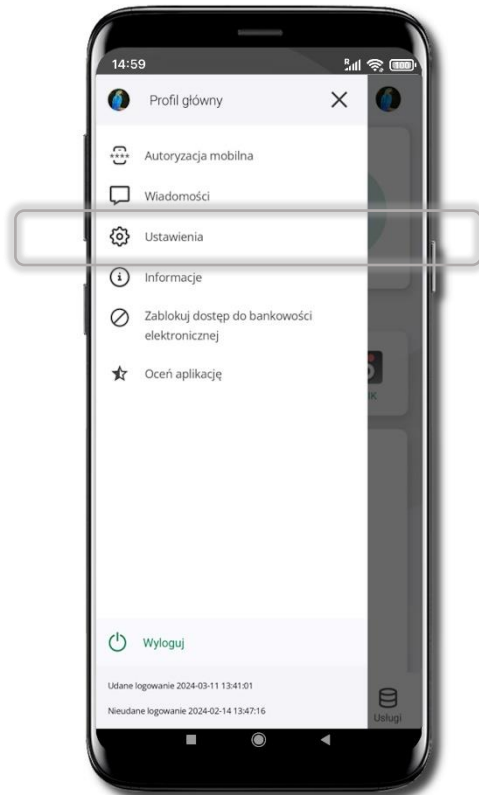 14:59
Profil główny
Autoryzacja mobilna
Wiadomości
Ustawienia
Informacje
Zablokuj dostęp do bankowości
elektronicznej
Oceń aplikację
Wyloguj
Udane logowanie 2024-03-11 13:41:01
Nieudane logowanie 2024-02-14 13:47:16
Usługi